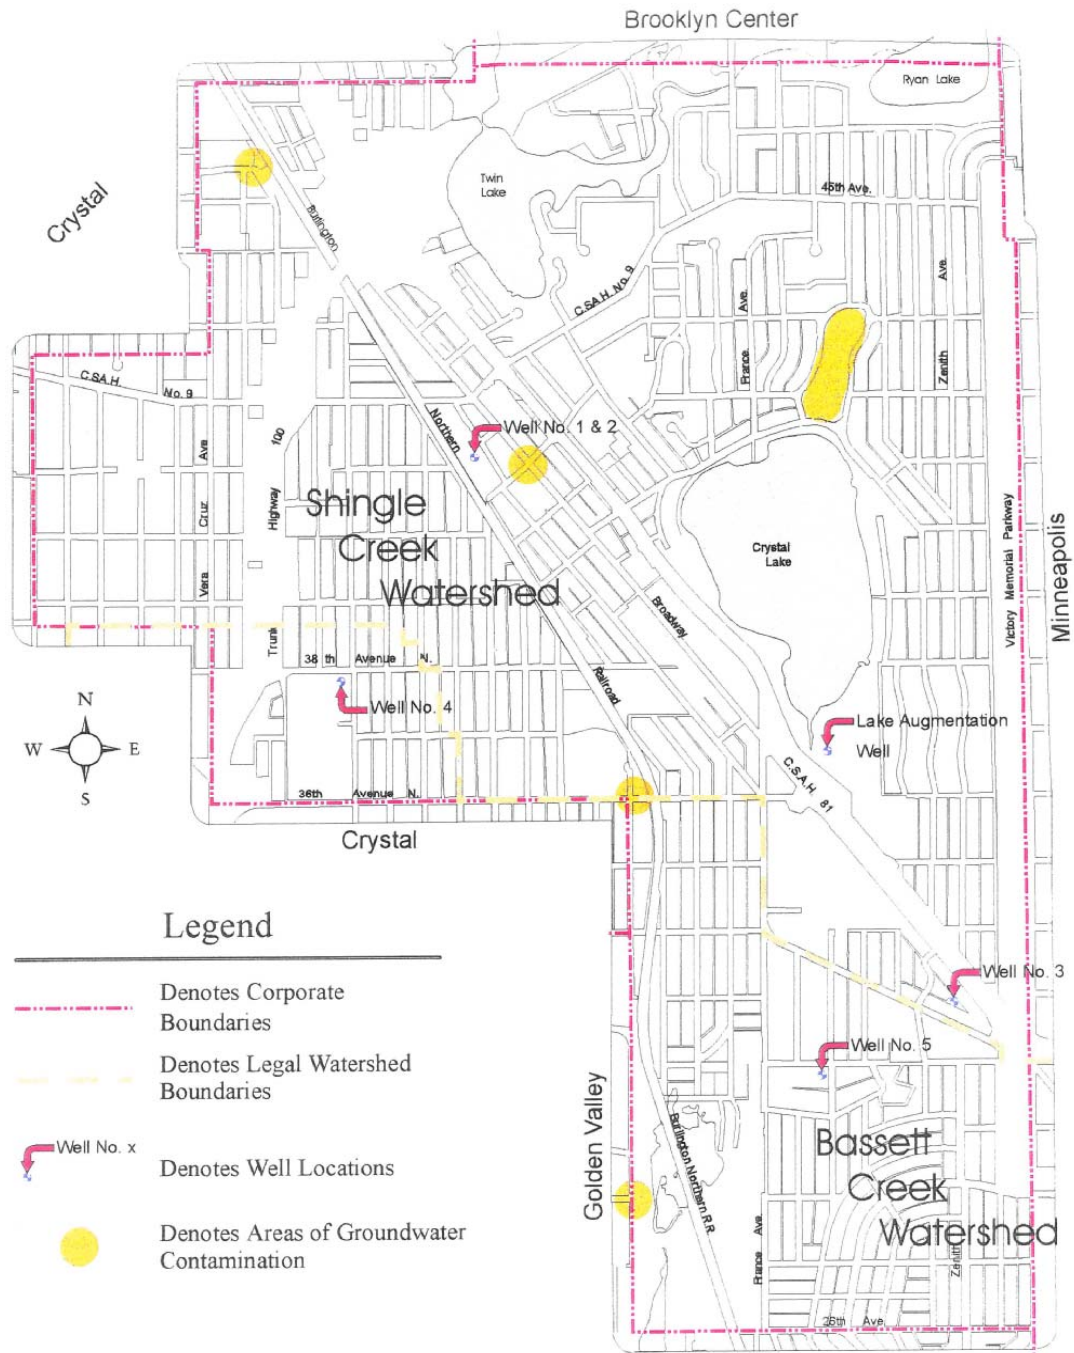 Brooklyn Center
Ryan Lake
Crystal
Twin
Lake
45th Ave.
Burlington
C.S.A.H. No. 9
Ave.
France
Ave.
Zenith
C.S.A.H. No. 9
Northern
Well No. 1 & 2
100
Highway
Trunk
Ave
Cruz
Vera
Shingle
Creek
Watershed
Crystal
Lake
Victory Memorial Parkway
Minneapolis
Broadway
38 th Avenue N.
Railroad
Well No. 4
Lake Augmentation
Well
N
W E
S
C.S.A.H. 81
36th Avenue N.
Crystal
Legend
Denotes Corporate
Boundaries
Denotes Legal Watershed
Boundaries
Well No. x
Denotes Well Locations
Denotes Areas of Groundwater
Contamination
Well No. 3
Well No. 5
Golden Valley
Burlington Northern R.R.
Bassett
Creek
Watershed
France Ave.
Zenith
26th Ave.